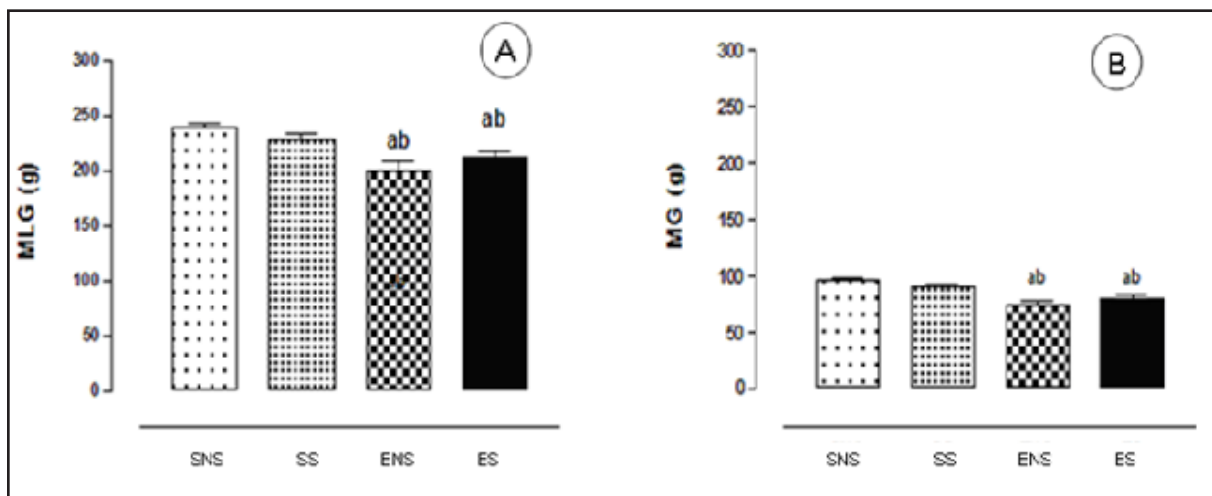 A
MLG (g)
300
250
200
150
100
50
0
ab
ab
SNS SS ENS ES
B
MG (g)
300
250
200
150
100
50
0
ab
ab
SNS SS ENS ES